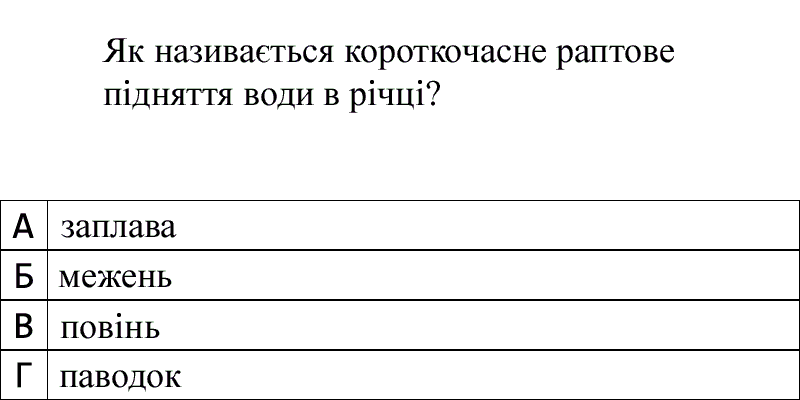 Як називається короткочасне раптове
підняття води в річці?
А заплава
Б межень
В повінь
Г паводок